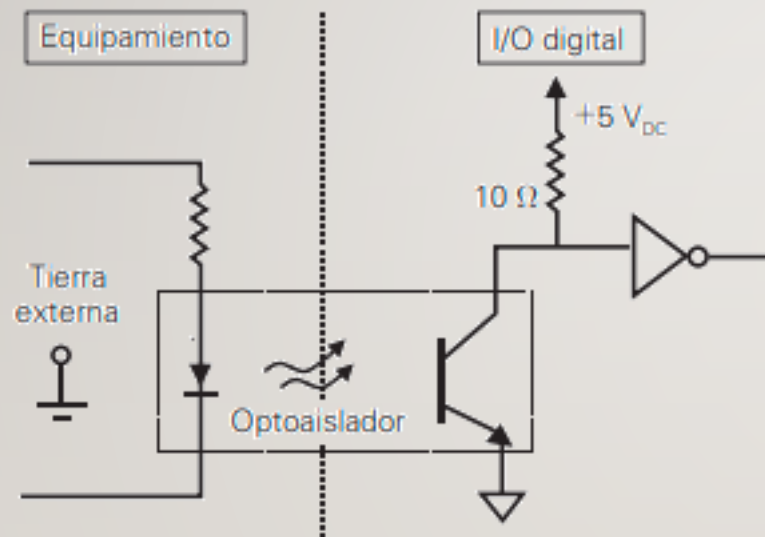 Equipamiento
I/O digital
+5 V_DC
10 Ω
Tierra
externa
Optoaislador